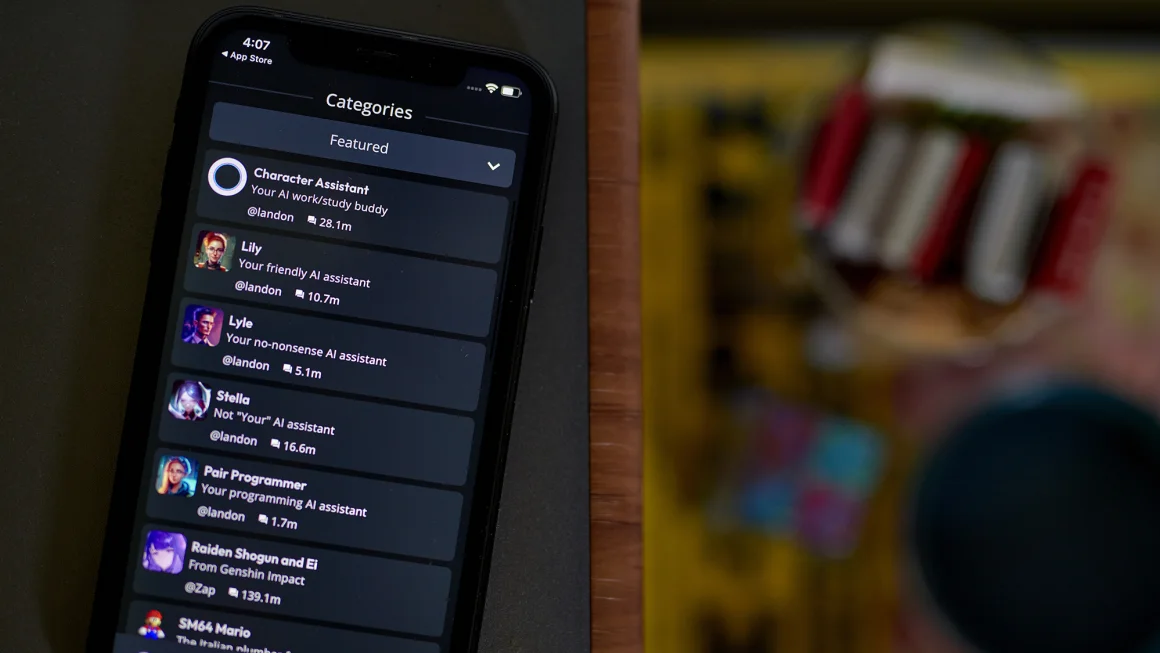 4:07
◀ App Store
Categories
Featured
Character Assistant
Your AI work/study buddy
@landon 28.1m
Lily
Your friendly AI assistant
@landon 10.7m
Lyle
Your no-nonsense AI assistant
@landon 5.1m
Stella
Not "Your" AI assistant
@landon 16.6m
Pair Programmer
Your programming AI assistant
@landon 1.7m
Raiden Shogun and Ei
From Genshin Impact
@Zap 139.1m
SM64 Mario
The Italian plumber